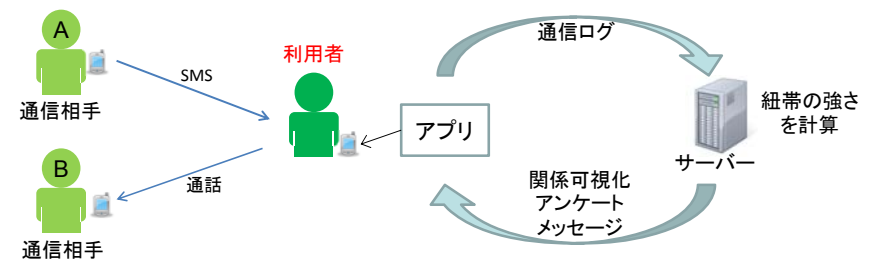 A
通信相手
SMS
利用者
B
通信相手
通話
アプリ
通信ログ
サーバー
紐帯の強さ
を計算
関係可視化
アンケート
メッセージ